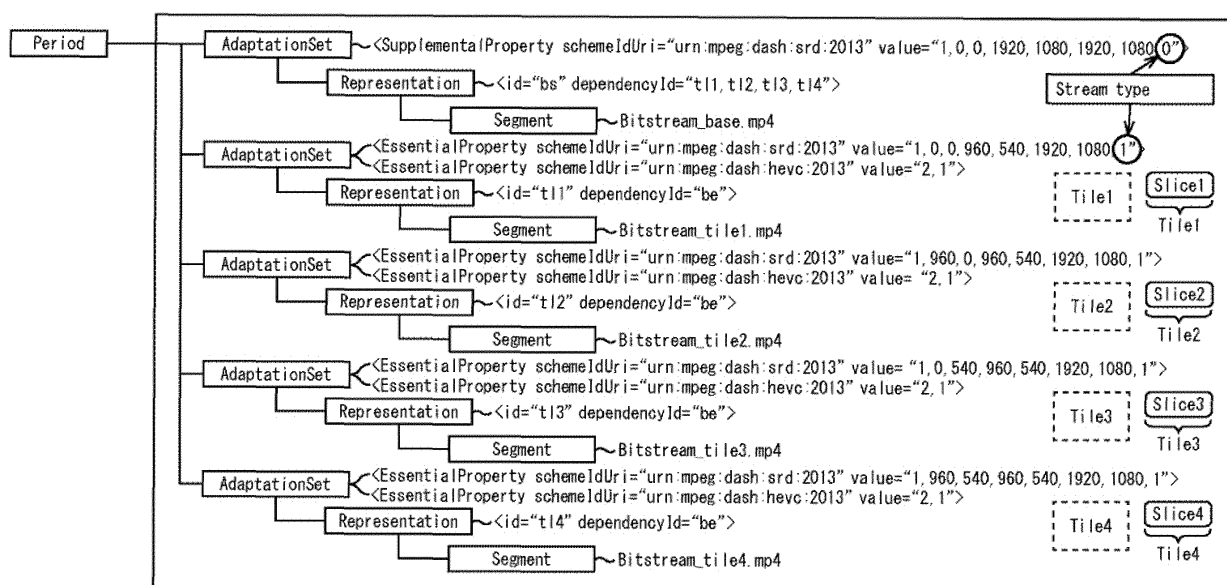 Period
AdaptationSet <SupplementalProperty schemeIdUri="urn:mpeg:dash:srd:2013" value="1, 0, 0, 1920, 1080, 1920, 1080, 0">
Representation <id="bs" dependencyId="tl1, tl2, tl3, tl4">
Stream type
Segment Bitstream_base.mp4
AdaptationSet <EssentialProperty schemeIdUri="urn:mpeg:dash:srd:2013" value="1, 0, 0, 960, 540, 1920, 1080, 1">
<EssentialProperty schemeIdUri="urn:mpeg:dash:hevc:2013" value="2, 1">
Representation <id="tl1" dependencyId="be">
Tile1 Slice1
Tile1
Segment Bitstream_tile1.mp4
AdaptationSet <EssentialProperty schemeIdUri="urn:mpeg:dash:srd:2013" value="1, 960, 0, 960, 540, 1920, 1080, 1">
<EssentialProperty schemeIdUri="urn:mpeg:dash:hevc:2013" value= "2, 1">
Representation <id="tl2" dependencyId="be">
Tile2 Slice2
Tile2
Segment Bitstream_tile2.mp4
AdaptationSet <EssentialProperty schemeIdUri="urn:mpeg:dash:srd:2013" value= "1, 0, 540, 960, 540, 1920, 1080, 1">
<EssentialProperty schemeIdUri="urn:mpeg:dash:hevc:2013" value="2, 1">
Representation <id="tl3" dependencyId="be">
Tile3 Slice3
Tile3
Segment Bitstream_tile3.mp4
AdaptationSet <EssentialProperty schemeIdUri="urn:mpeg:dash:srd:2013" value="1, 960, 540, 960, 540, 1920, 1080, 1">
<EssentialProperty schemeIdUri="urn:mpeg:dash:hevc:2013" value="2, 1">
Representation <id="tl4" dependencyId="be">
Tile4 Slice4
Tile4
Segment Bitstream_tile4.mp4